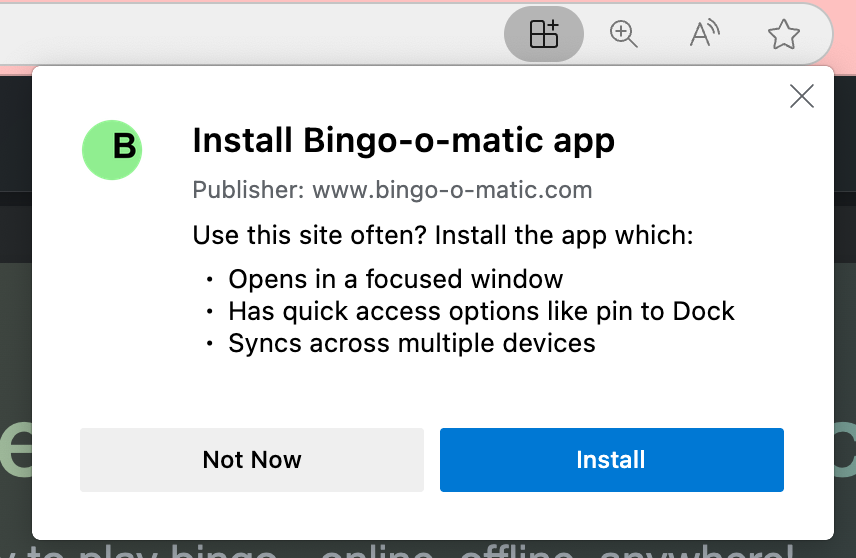 B
Install Bingo-o-matic app
Publisher: www.bingo-o-matic.com
Use this site often? Install the app which:
• Opens in a focused window
• Has quick access options like pin to Dock
• Syncs across multiple devices
Not Now
Install
to play bingo - online, offline, anywhere!